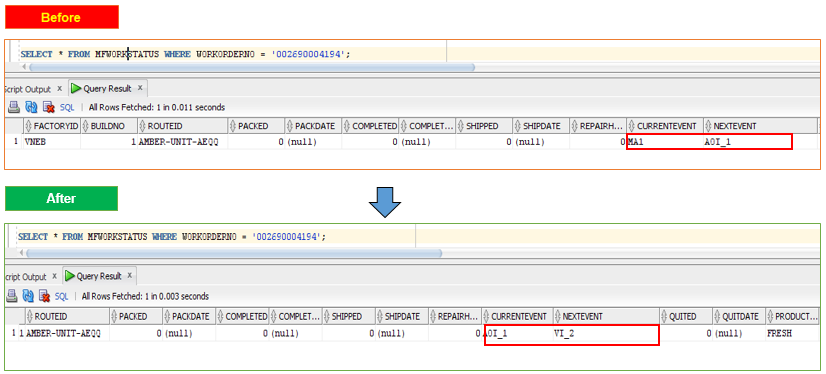 Before
SELECT * FROM MFWORKSTATUS WHERE WORKORDERNO = '002690004194';
cript Output × Query Result ×
SQL | All Rows Fetched: 1 in 0.011 seconds
FACTORYID BUILDNO ROUTEID PACKED PACKDATE COMPLETED COMPLET... SHIPPED SHIPDATE REPAIRH... CURRENTEVENT NEXTEVENT
1 VNEB 1 AMBER-UNIT-AEQQ 0 (null) 0 (null) 0 (null) 0 MA1 AOI_1
After
SELECT * FROM MFWORKSTATUS WHERE WORKORDERNO = '002690004194';
cript Output × Query Result ×
SQL | All Rows Fetched: 1 in 0.003 seconds
ROUTEID PACKED PACKDATE COMPLETED COMPLET... SHIPPED SHIPDATE REPAIRH... CURRENTEVENT NEXTEVENT QUITED QUITDATE PRODUCT...
1 1 AMBER-UNIT-AEQQ 0 (null) 0 (null) 0 (null) 0 AOI_1 VI_2 0 (null) FRESH